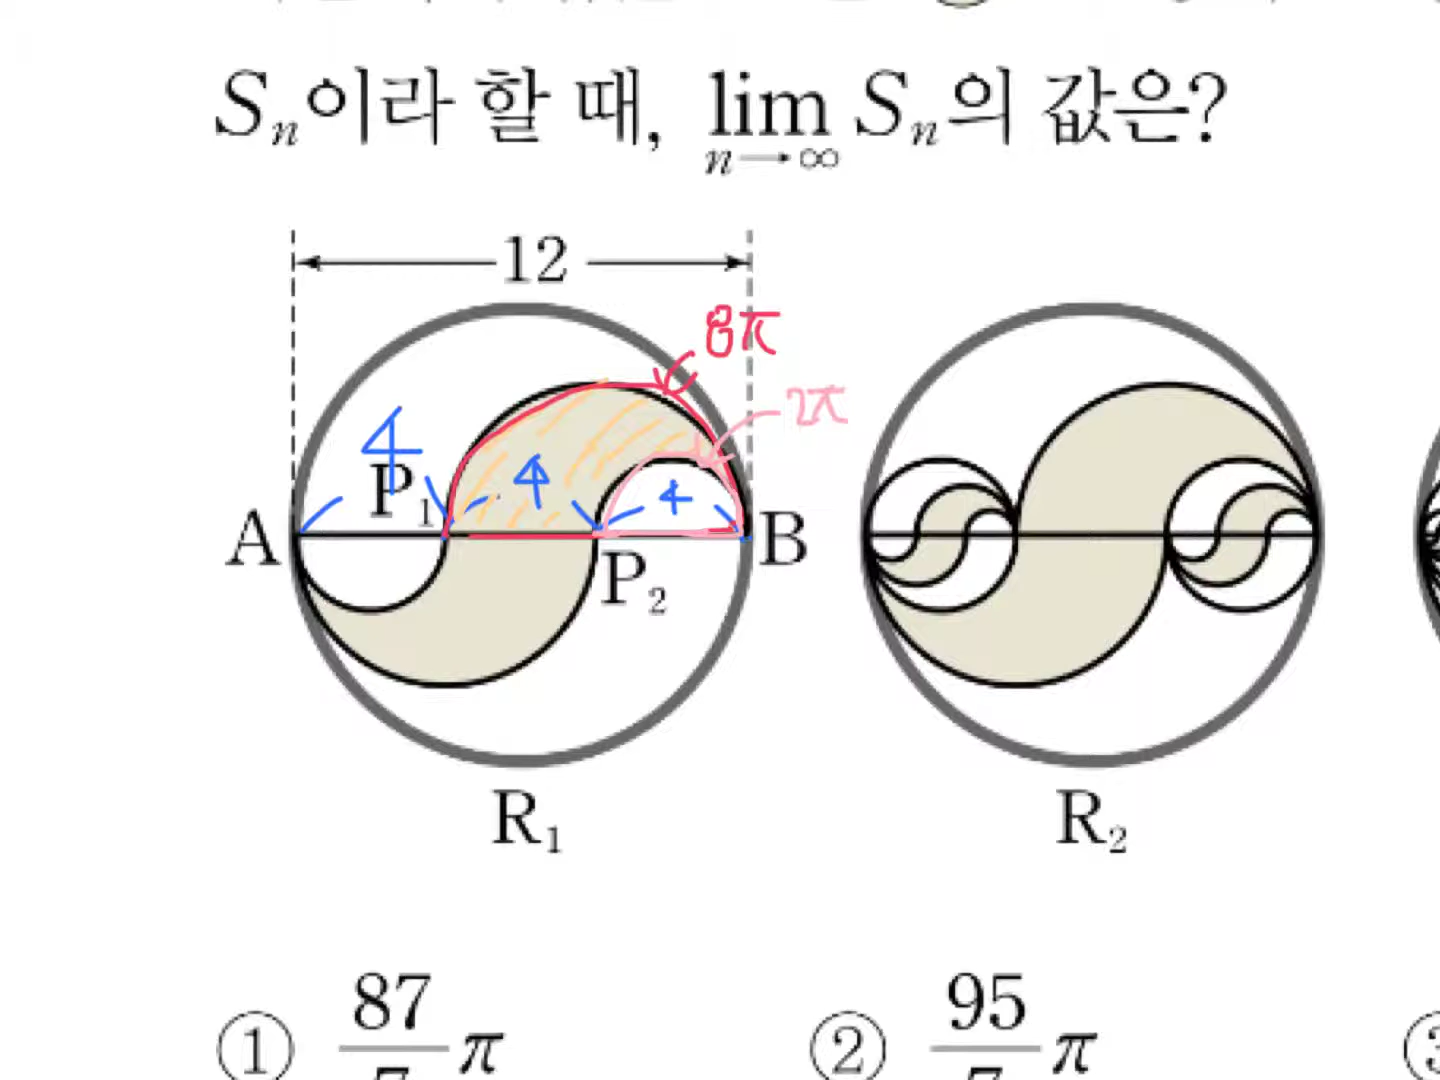 Sₙ이라 할 때, lim Sₙ의 값은?
n→∞
12
8π
2π
4
P₁
4
4
A
B
P₂
R₁
R₂
① 87/7 π ② 95/7 π